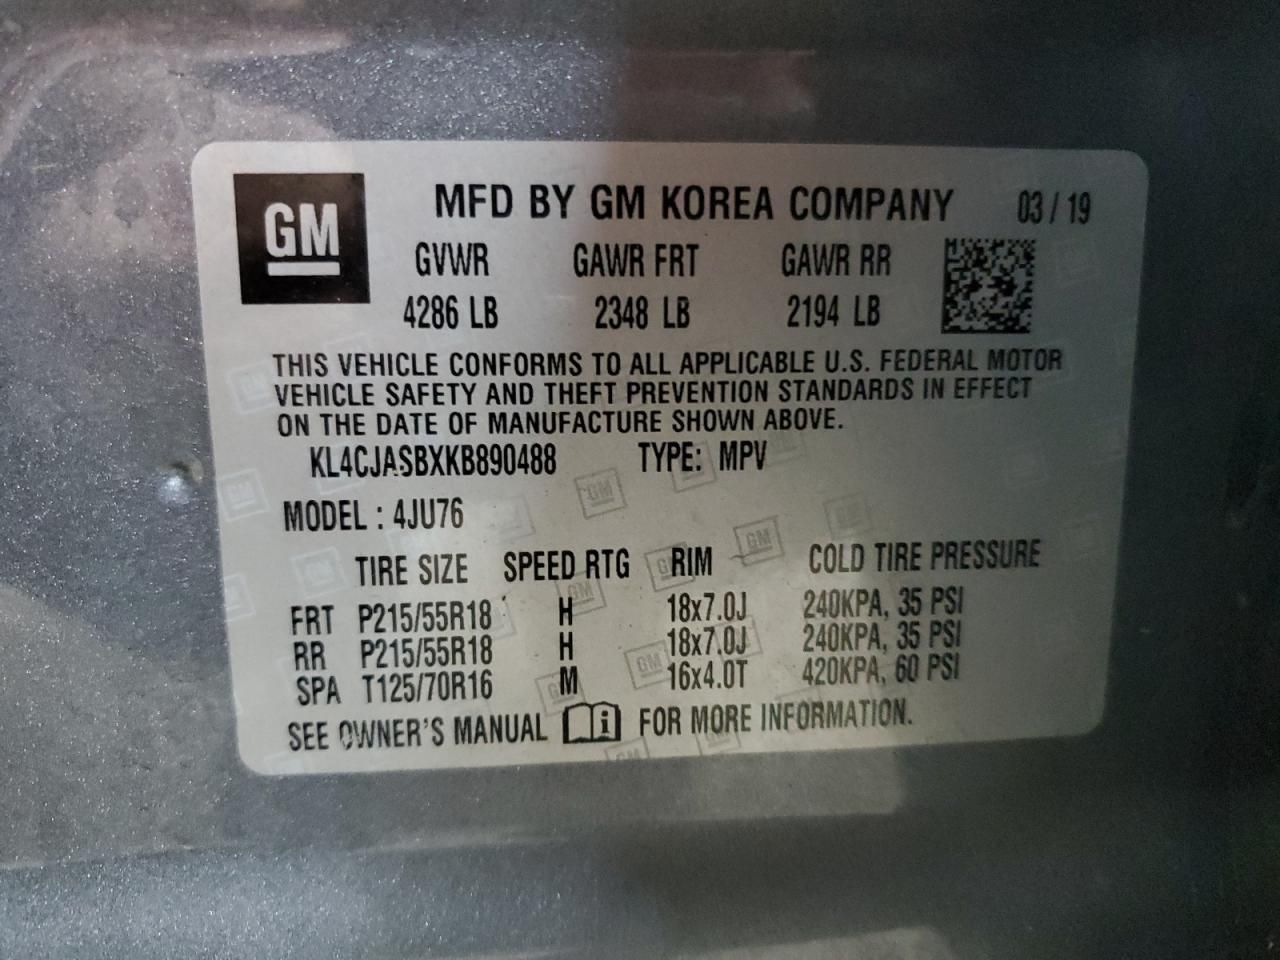 GM
MFD BY GM KOREA COMPANY 03 / 19
GVWR GAWR FRT GAWR RR
4286 LB 2348 LB 2194 LB
THIS VEHICLE CONFORMS TO ALL APPLICABLE U.S. FEDERAL MOTOR
VEHICLE SAFETY AND THEFT PREVENTION STANDARDS IN EFFECT
ON THE DATE OF MANUFACTURE SHOWN ABOVE.
KL4CJASBXKB890488 TYPE: MPV
MODEL : 4JU76
TIRE SIZE SPEED RTG RIM COLD TIRE PRESSURE
FRT P215/55R18 H 18x7.0J 240KPA, 35 PSI
RR P215/55R18 H 18x7.0J 240KPA, 35 PSI
SPA T125/70R16 M 16x4.0T 420KPA, 60 PSI
SEE OWNER'S MANUAL i FOR MORE INFORMATION.